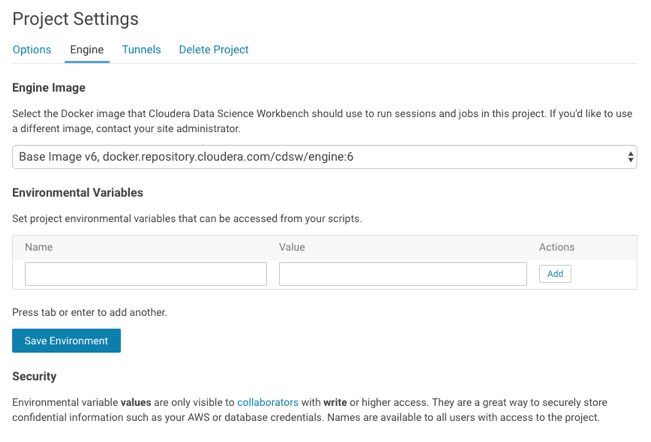 Project Settings
Options Engine Tunnels Delete Project
Engine Image
Select the Docker image that Cloudera Data Science Workbench should use to run sessions and jobs in this project. If you'd like to use
a different image, contact your site administrator.
Base Image v6, docker.repository.cloudera.com/cdsw/engine:6
Environmental Variables
Set project environmental variables that can be accessed from your scripts.
Name Value Actions
Add
Press tab or enter to add another.
Save Environment
Security
Environmental variable values are only visible to collaborators with write or higher access. They are a great way to securely store
confidential information such as your AWS or database credentials. Names are available to all users with access to the project.